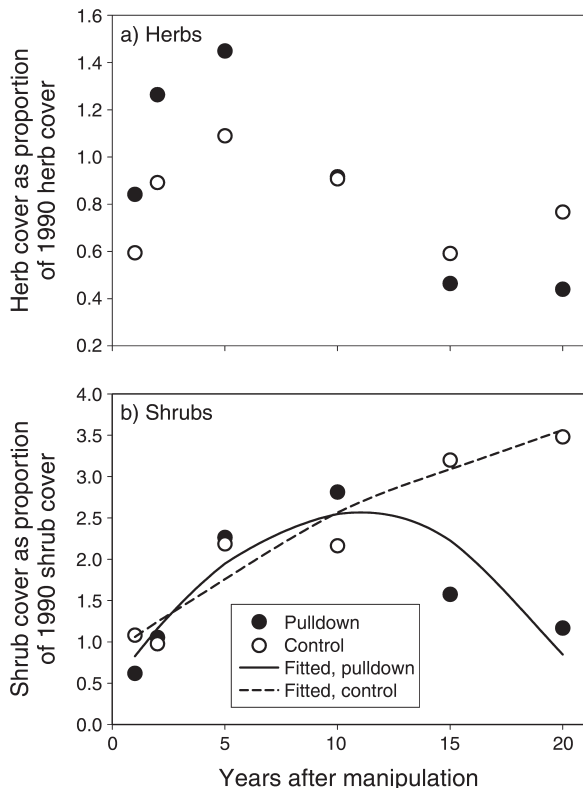 a) Herbs
Herb cover as proportion
of 1990 herb cover
1.6
1.4
1.2
1.0
0.8
0.6
0.4
0.2
b) Shrubs
Shrub cover as proportion
of 1990 shrub cover
4.0
3.5
3.0
2.5
2.0
1.5
1.0
0.5
0.0
Pulldown
Control
Fitted, pulldown
Fitted, control
0 5 10 15 20
Years after manipulation